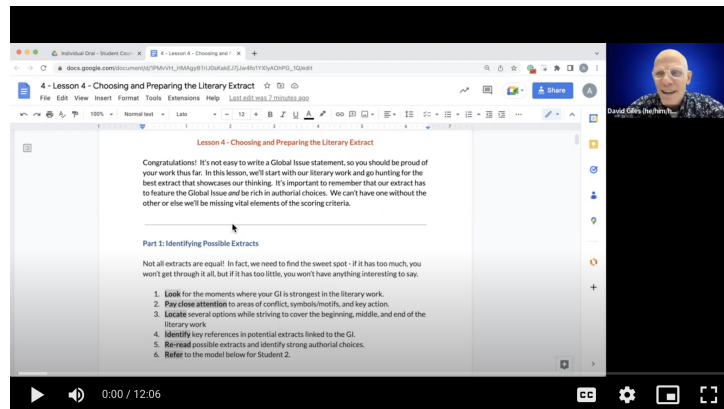 Individual Oral - Student Cours
4 - Lesson 4 - Choosing and P
docs.google.com/document/d/
4 - Lesson 4 - Choosing and Preparing the Literary Extract
File Edit View Insert Format Tools Extensions Help Last edit was 7 minutes ago
Share
A
100% Normal text Lato 12 B I U A
Lesson 4 - Choosing and Preparing the Literary Extract
Congratulations! It's not easy to write a Global Issue statement, so you should be proud of
your work thus far. In this lesson, we'll start with our literary work and go hunting for the
best extract that showcases our thinking. It's important to remember that our extract has
to feature the Global Issue and be rich in authorial choices. We can't have one without the
other or else we'll be missing vital elements of the scoring criteria.
Part 1: Identifying Possible Extracts
Not all extracts are equal! In fact, we need to find the sweet spot - if it has too much, you
won't get through it all, but if it has too little, you won't have anything interesting to say.
1. Look for the moments where your GI is strongest in the literary work.
2. Pay close attention to areas of conflict, symbols/motifs, and key action.
3. Locate several options while striving to cover the beginning, middle, and end of the
literary work
4. Identify key references in potential extracts linked to the GI.
5. Re-read possible extracts and identify strong authorial choices.
6. Refer to the model below for Student 2.
David Giles (he/him/h
0:00 / 12:06
CC